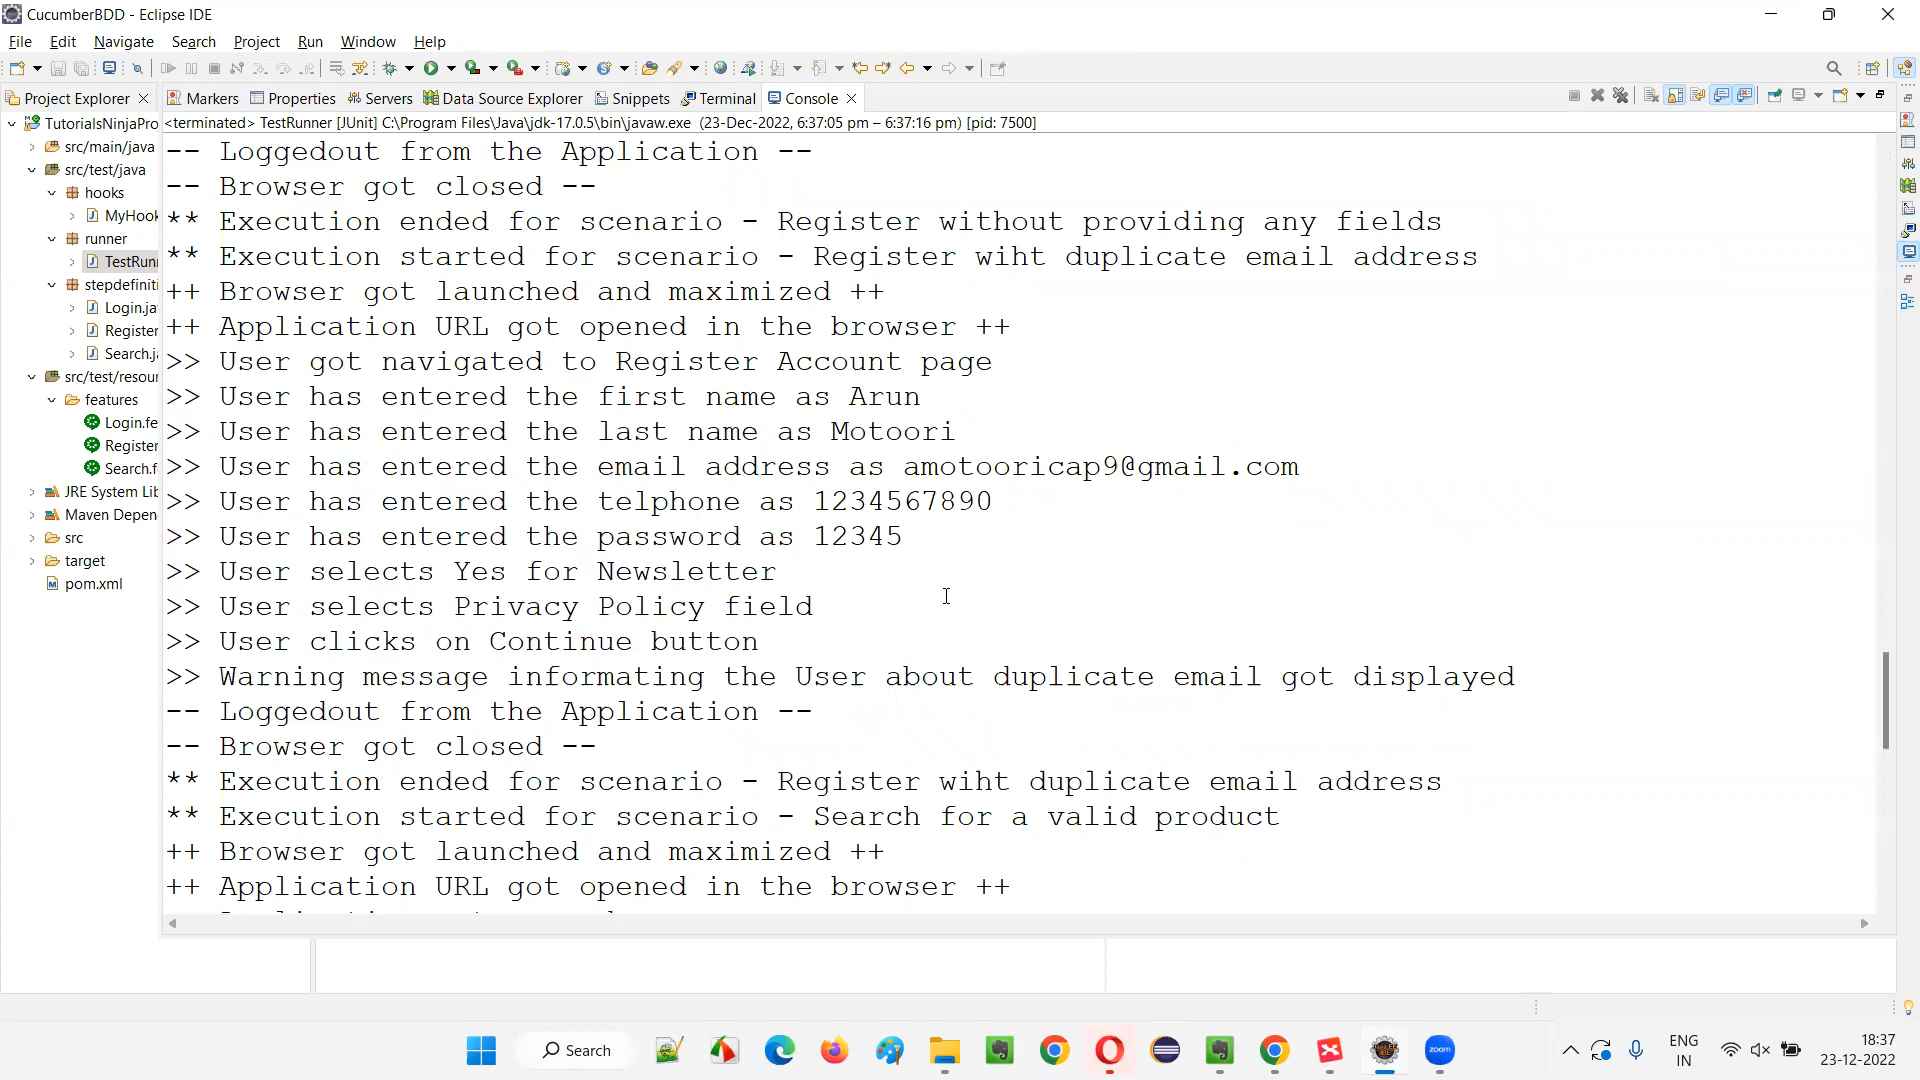 CucumberBDD - Eclipse IDE
File Edit Navigate Search Project Run Window Help
Project Explorer Markers Properties Servers Data Source Explorer Snippets Terminal Console
<terminated> TestRunner [JUnit] C:\Program Files\Java\jdk-17.0.5\bin\javaw.exe (23-Dec-2022, 6:37:05 pm – 6:37:16 pm) [pid: 7500]
TutorialsNinjaPro
src/main/java
src/test/java
hooks
MyHook
runner
TestRunn
stepdefiniti
Login.ja
Register
Search.j
src/test/resour
features
Login.fe
Register
Search.f
JRE System Lib
Maven Depen
src
target
pom.xml
-- Loggedout from the Application --
-- Browser got closed --
** Execution ended for scenario - Register without providing any fields
** Execution started for scenario - Register wiht duplicate email address
++ Browser got launched and maximized ++
++ Application URL got opened in the browser ++
>> User got navigated to Register Account page
>> User has entered the first name as Arun
>> User has entered the last name as Motoori
>> User has entered the email address as amotooricap9@gmail.com
>> User has entered the telphone as 1234567890
>> User has entered the password as 12345
>> User selects Yes for Newsletter
>> User selects Privacy Policy field
>> User clicks on Continue button
>> Warning message informating the User about duplicate email got displayed
-- Loggedout from the Application --
-- Browser got closed --
** Execution ended for scenario - Register wiht duplicate email address
** Execution started for scenario - Search for a valid product
++ Browser got launched and maximized ++
++ Application URL got opened in the browser ++
Search
zoom
ENG
IN
18:37
23-12-2022